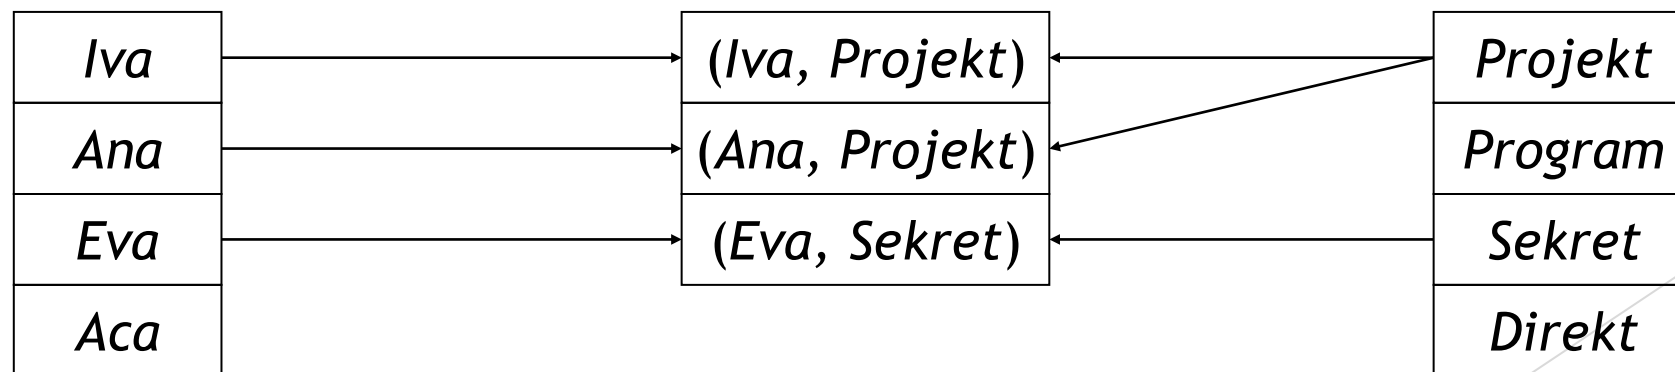 Iva (Iva, Projekt) Projekt
Ana (Ana, Projekt) Program
Eva (Eva, Sekret) Sekret
Aca Direkt